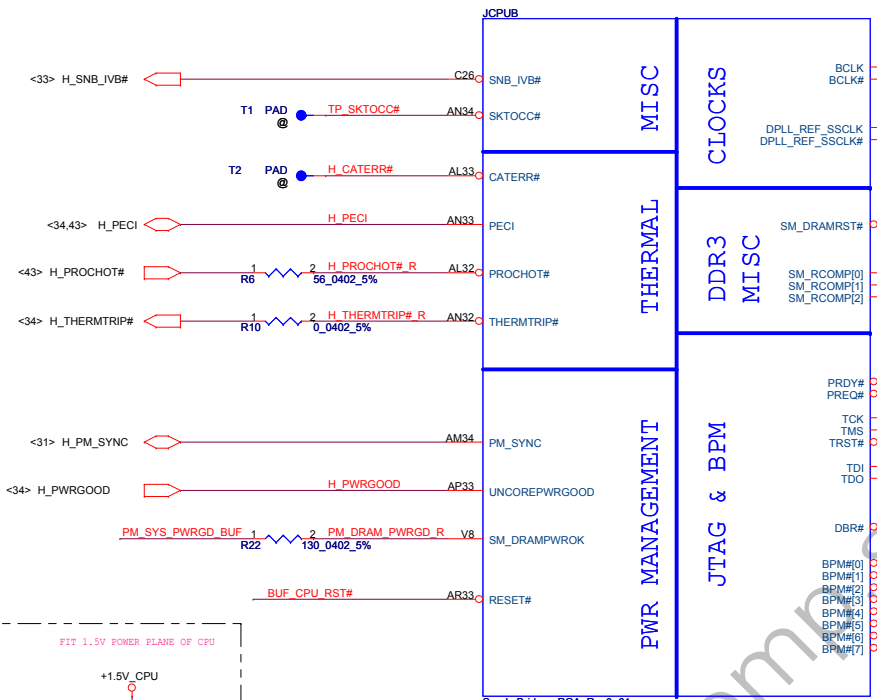 JCPUB
<33> H_SNB_IVB#
C26
SNB_IVB#
T1 PAD
@
TP_SKTOCC#
AN34
SKTOCC#
MISC
T2 PAD
@
H_CATERR#
AL33
CATERR#
<34,43> H_PECI
H_PECI
AN33
PECI
<43> H_PROCHOT#
1
R6
2
56_0402_5%
H_PROCHOT#_R
AL32
PROCHOT#
<34> H_THERMTRIP#
1
R10
2
0_0402_5%
H_THERMTRIP#_R
AN32
THERMTRIP#
THERMAL
<31> H_PM_SYNC
AM34
PM_SYNC
<34> H_PWRGOOD
H_PWRGOOD
AP33
UNCOREPWRGOOD
PM_SYS_PWRGD_BUF
1
R22
2
130_0402_5%
PM_DRAM_PWRGD_R
V8
SM_DRAMPWROK
BUF_CPU_RST#
AR33
RESET#
PWR MANAGEMENT
CLOCKS
BCLK
BCLK#
DPLL_REF_SSCLK
DPLL_REF_SSCLK#
DDR3
MISC
SM_DRAMRST#
SM_RCOMP[0]
SM_RCOMP[1]
SM_RCOMP[2]
JTAG & BPM
PRDY#
PREQ#
TCK
TMS
TRST#
TDI
TDO
DBR#
BPM#[0]
BPM#[1]
BPM#[2]
BPM#[3]
BPM#[4]
BPM#[5]
BPM#[6]
BPM#[7]
FIT 1.5V POWER PLANE OF CPU
+1.5V_CPU